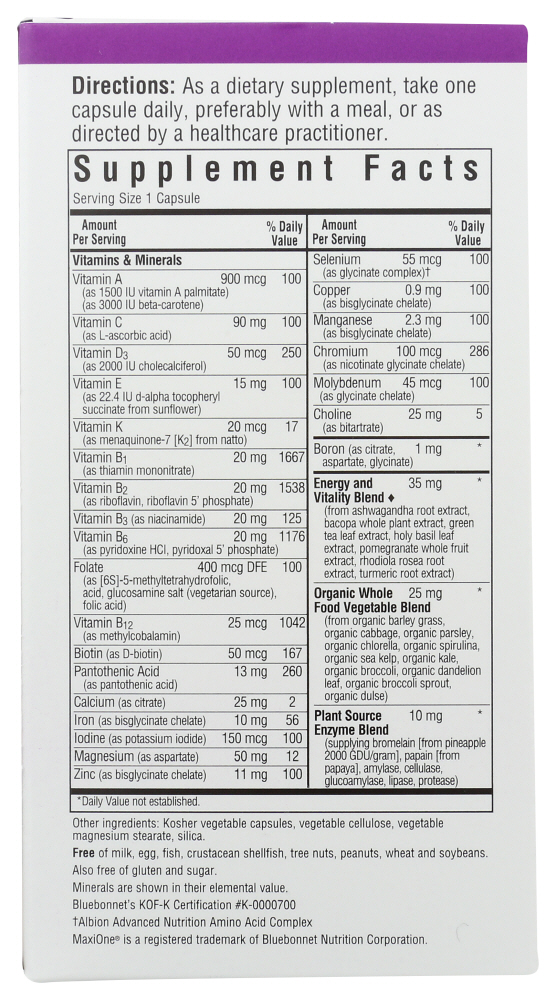 Directions: As a dietary supplement, take one
capsule daily, preferably with a meal, or as
directed by a healthcare practitioner.
Supplement Facts
Serving Size 1 Capsule
Amount Per Serving % Daily Value
Vitamins & Minerals
Vitamin A 900 mcg 100
(as 1500 IU vitamin A palmitate)
(as 3000 IU beta-carotene)
Vitamin C 90 mg 100
(as L-ascorbic acid)
Vitamin D3 50 mcg 250
(as 2000 IU cholecalciferol)
Vitamin E 15 mg 100
(as 22.4 IU d-alpha tocopheryl
succinate from sunflower)
Vitamin K 20 mcg 17
(as menaquinone-7 [K2] from natto)
Vitamin B1 20 mg 1667
(as thiamin mononitrate)
Vitamin B2 20 mg 1538
(as riboflavin, riboflavin 5' phosphate)
Vitamin B3 (as niacinamide) 20 mg 125
Vitamin B6 20 mg 1176
(as pyridoxine HCl, pyridoxal 5' phosphate)
Folate 400 mcg DFE 100
(as [6S]-5-methyltetrahydrofolic,
acid, glucosamine salt (vegetarian source),
folic acid)
Vitamin B12 25 mcg 1042
(as methylcobalamin)
Biotin (as D-biotin) 50 mcg 167
Pantothenic Acid 13 mg 260
(as pantothenic acid)
Calcium (as citrate) 25 mg 2
Iron (as bisglycinate chelate) 10 mg 56
Iodine (as potassium iodide) 150 mcg 100
Magnesium (as aspartate) 50 mg 12
Zinc (as bisglycinate chelate) 11 mg 100
Amount Per Serving % Daily Value
Selenium 55 mcg 100
(as glycinate complex)†
Copper 0.9 mg 100
(as bisglycinate chelate)
Manganese 2.3 mg 100
(as bisglycinate chelate)
Chromium 100 mcg 286
(as nicotinate glycinate chelate)
Molybdenum 45 mcg 100
(as glycinate chelate)
Choline 25 mg 5
(as bitartrate)
Boron (as citrate, 1 mg *
aspartate, glycinate)
Energy and 35 mg *
Vitality Blend ♦
(from ashwagandha root extract,
bacopa whole plant extract, green
tea leaf extract, holy basil leaf
extract, pomegranate whole fruit
extract, rhodiola rosea root
extract, turmeric root extract)
Organic Whole 25 mg *
Food Vegetable Blend
(from organic barley grass,
organic cabbage, organic parsley,
organic chlorella, organic spirulina,
organic sea kelp, organic kale,
organic broccoli, organic dandelion
leaf, organic broccoli sprout,
organic dulse)
Plant Source 10 mg *
Enzyme Blend
(supplying bromelain [from pineapple
2000 GDU/gram], papain [from
papaya], amylase, cellulase,
glucoamylase, lipase, protease)
*Daily Value not established.
Other ingredients: Kosher vegetable capsules, vegetable cellulose, vegetable
magnesium stearate, silica.
Free of milk, egg, fish, crustacean shellfish, tree nuts, peanuts, wheat and soybeans.
Also free of gluten and sugar.
Minerals are shown in their elemental value.
Bluebonnet's KOF-K Certification #K-0000700
†Albion Advanced Nutrition Amino Acid Complex
MaxiOne® is a registered trademark of Bluebonnet Nutrition Corporation.